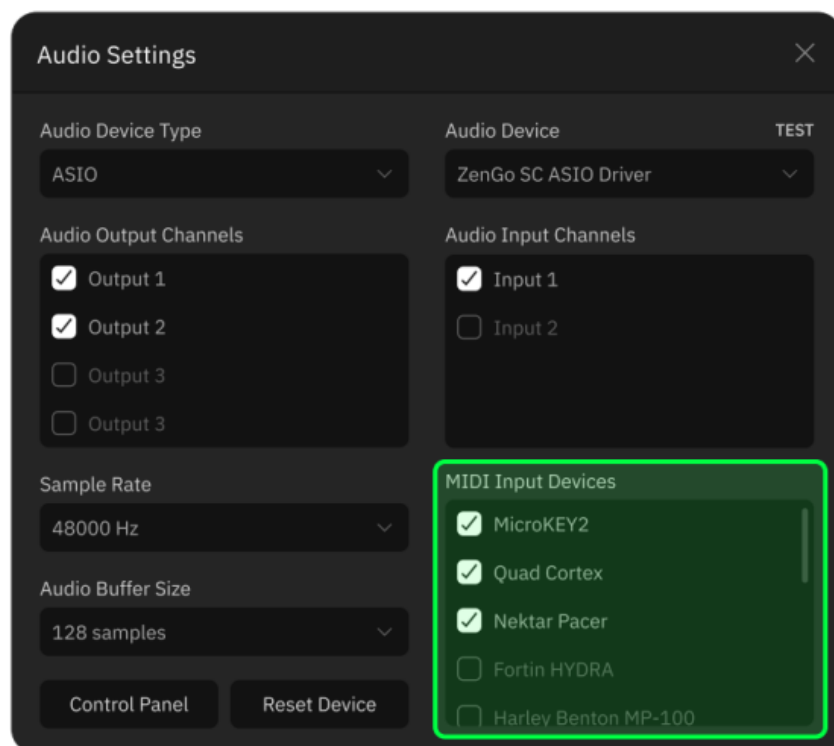 Audio Settings
Audio Device Type
ASIO
Audio Device
TEST
ZenGo SC ASIO Driver
Audio Output Channels
Output 1
Output 2
Output 3
Output 3
Audio Input Channels
Input 1
Input 2
Sample Rate
48000 Hz
Audio Buffer Size
128 samples
Control Panel
Reset Device
MIDI Input Devices
MicroKEY2
Quad Cortex
Nektar Pacer
Fortin HYDRA
Harley Benton MP-100